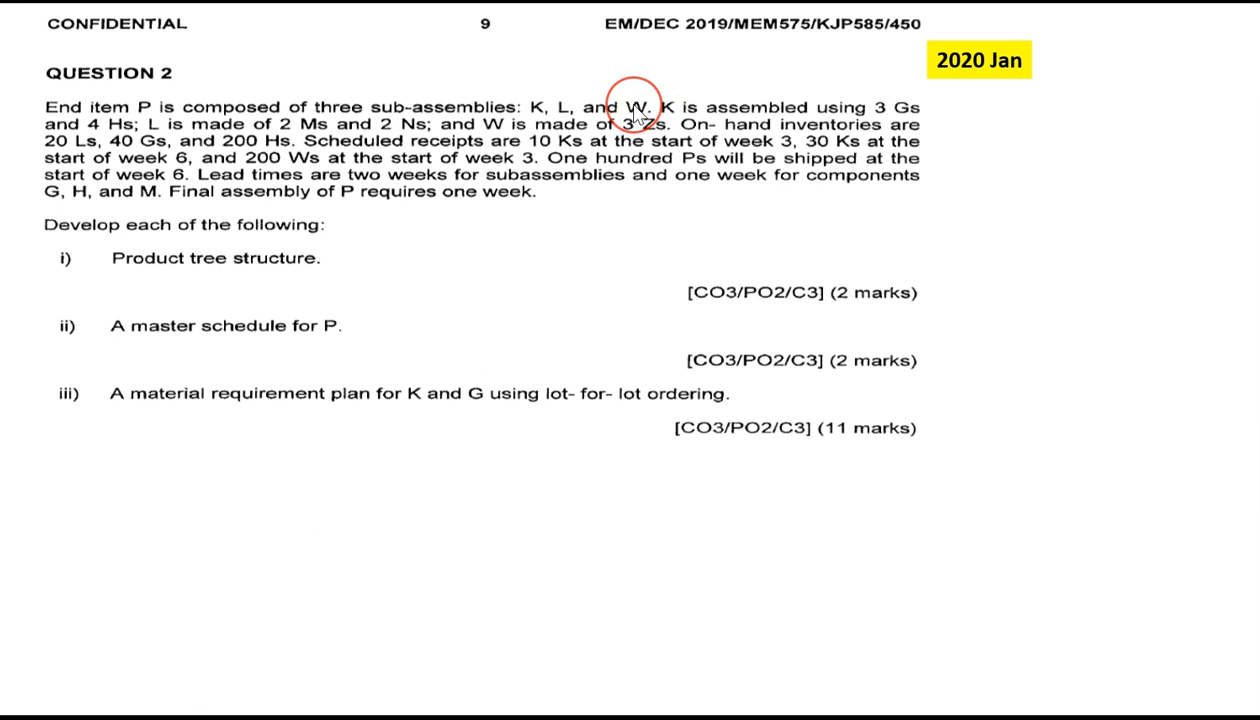 CONFIDENTIAL 9 EM/DEC 2019/MEM575/KJP585/450
2020 Jan
QUESTION 2
End item P is composed of three sub-assemblies: K, L, and W. K is assembled using 3 Gs
and 4 Hs; L is made of 2 Ms and 2 Ns; and W is made of 3 Zs. On- hand inventories are
20 Ls, 40 Gs, and 200 Hs. Scheduled receipts are 10 Ks at the start of week 3, 30 Ks at the
start of week 6, and 200 Ws at the start of week 3. One hundred Ps will be shipped at the
start of week 6. Lead times are two weeks for subassemblies and one week for components
G, H, and M. Final assembly of P requires one week.
Develop each of the following:
i) Product tree structure.
[CO3/PO2/C3] (2 marks)
ii) A master schedule for P.
[CO3/PO2/C3] (2 marks)
iii) A material requirement plan for K and G using lot- for- lot ordering.
[CO3/PO2/C3] (11 marks)